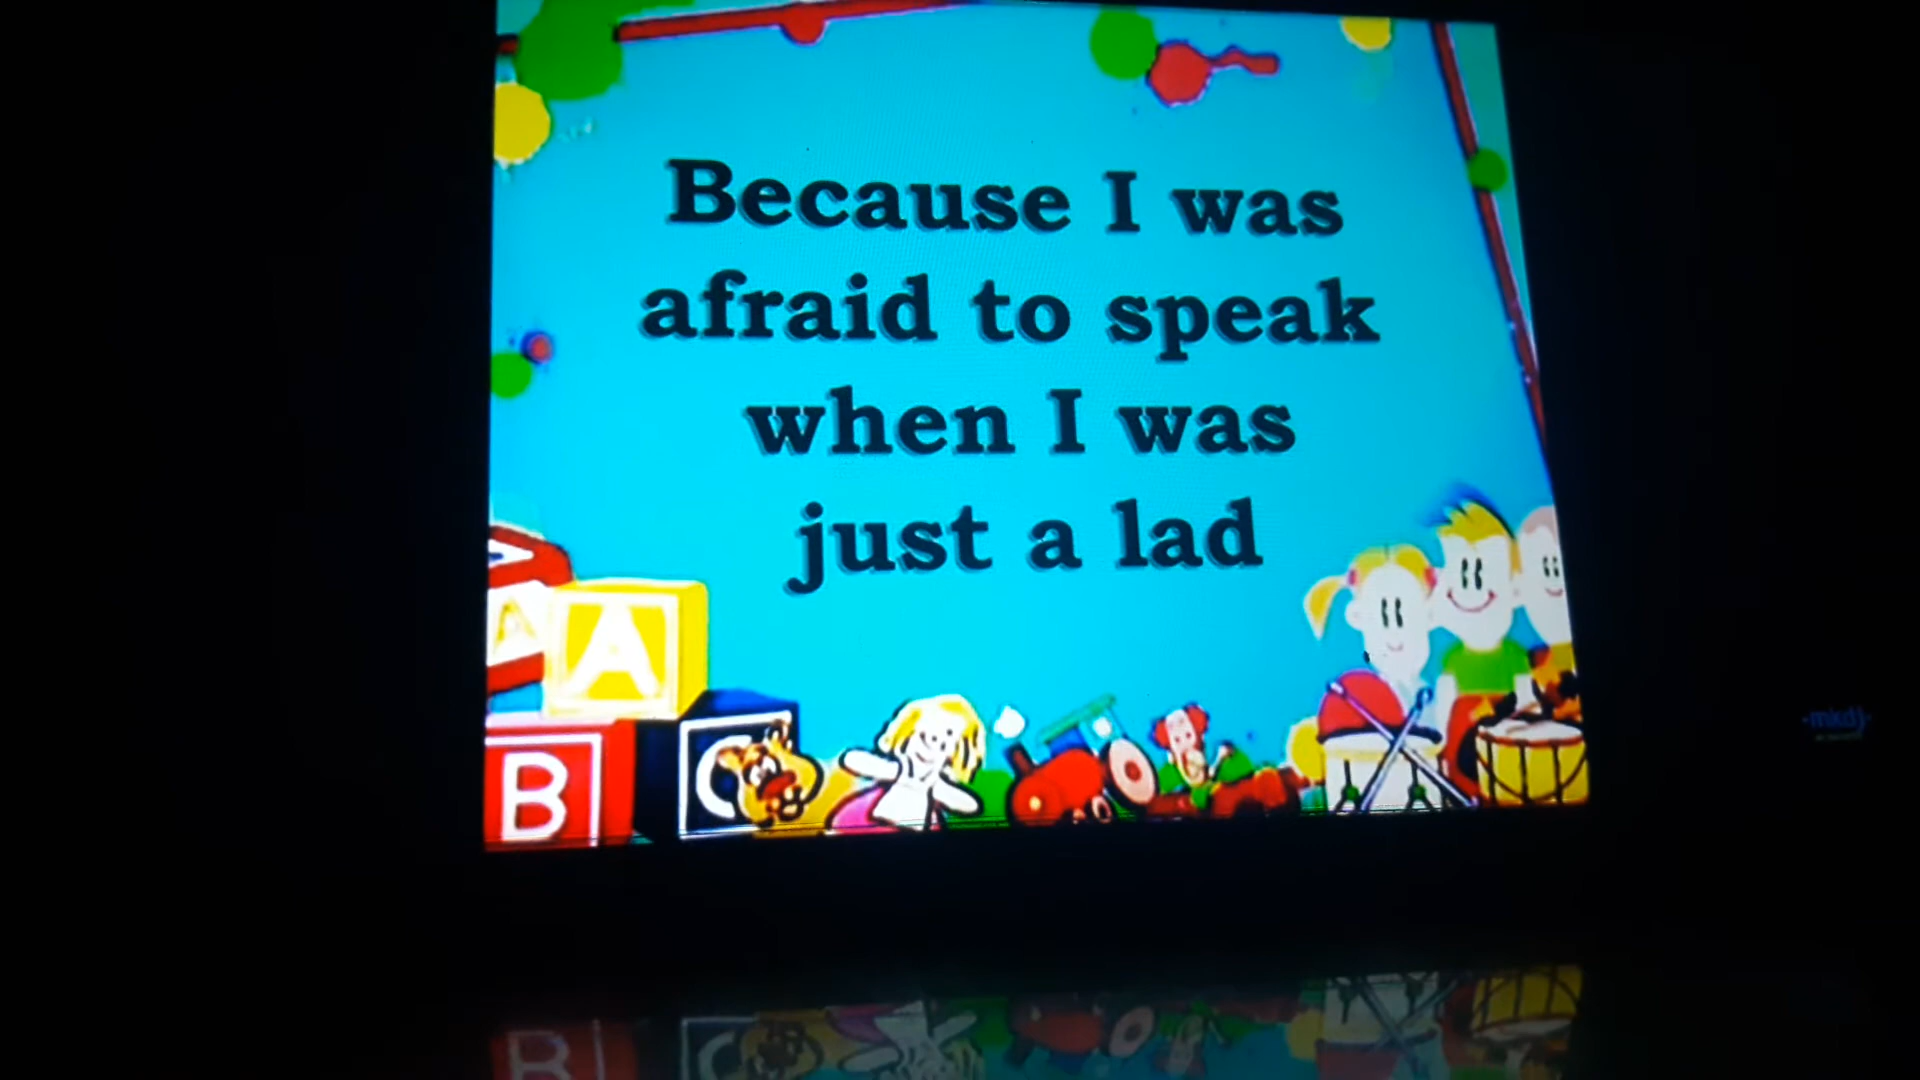 Because I was
afraid to speak
when I was
just a lad
A
A
B
C